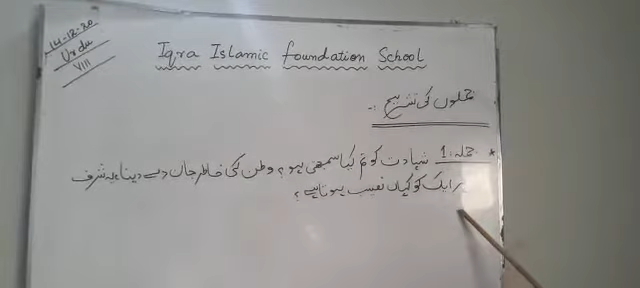 14-12-20
Urdu
VIII
Iqra Islamic Foundation School
جملوں کی تشریح :-
* جملہ 1: شہادت کو تم کیا سمجھی ہو؟ وطن کی خاطر جان دے دینا، یہ شرف
ہر ایک کو کہاں نصیب ہوتا ہے؟